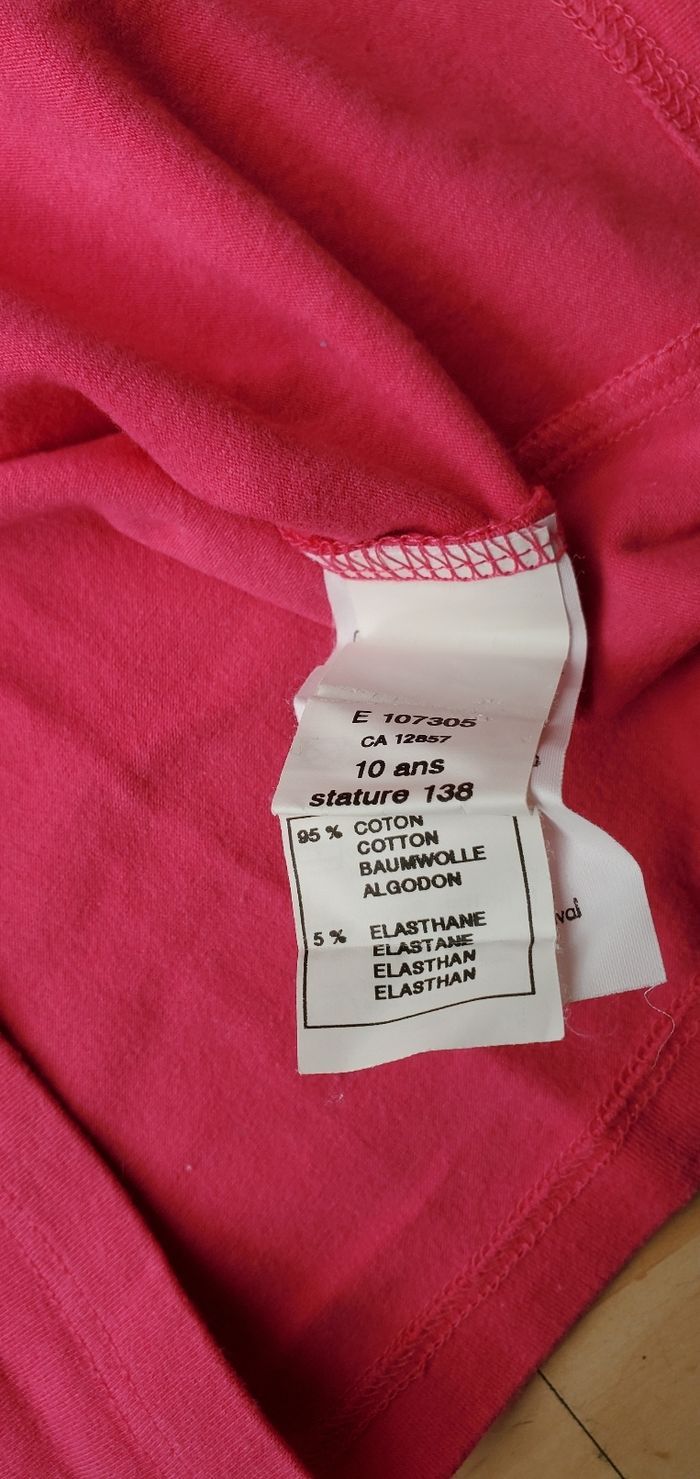 E 107305
CA 12857
10 ans
stature 138
95 % COTON
COTTON
BAUMWOLLE
ALGODON
5 % ELASTHANE
ELASTANE
ELASTHAN
ELASTHAN